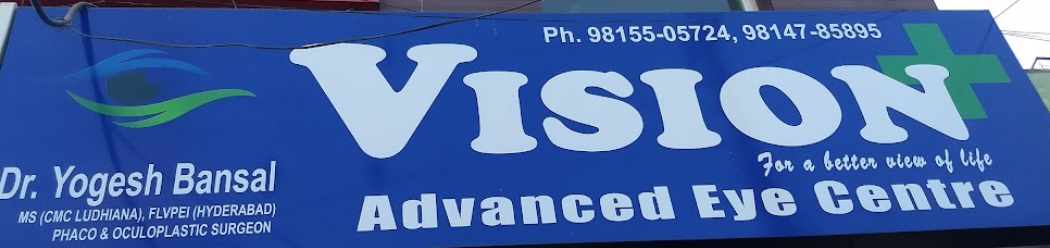 Ph. 98155-05724, 98147-85895
VISION
For a better view of life
Advanced Eye Centre
Dr. Yogesh Bansal
MS (CMC LUDHIANA), FLVPEI (HYDERABAD)
PHACO & OCULOPLASTIC SURGEON